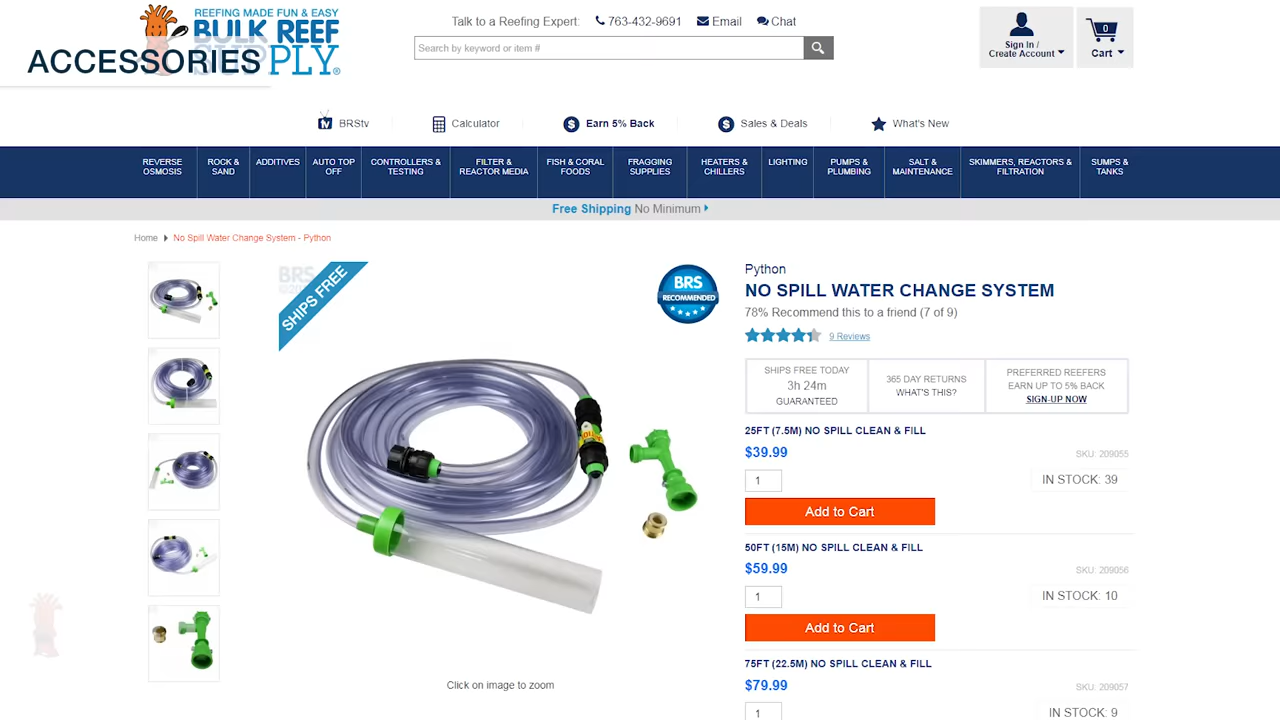 REEFING MADE FUN & EASY
BULK REEF
SUPPLY
ACCESSORIES
Talk to a Reefing Expert: 763-432-9691 Email Chat
Search by keyword or item #
Sign In /
Create Account
0
Cart
BRStv
Calculator
$ Earn 5% Back
$ Sales & Deals
What's New
REVERSE OSMOSIS
ROCK & SAND
ADDITIVES
AUTO TOP OFF
CONTROLLERS & TESTING
FILTER & REACTOR MEDIA
FISH & CORAL FOODS
FRAGGING SUPPLIES
HEATERS & CHILLERS
LIGHTING
PUMPS & PLUMBING
SALT & MAINTENANCE
SKIMMERS, REACTORS & FILTRATION
SUMPS & TANKS
Free Shipping No Minimum
Home No Spill Water Change System - Python
BRS
SHIPS FREE
BRS
RECOMMENDED
Click on image to zoom
Python
NO SPILL WATER CHANGE SYSTEM
78% Recommend this to a friend (7 of 9)
9 Reviews
SHIPS FREE TODAY
3h 24m
GUARANTEED
365 DAY RETURNS
WHAT'S THIS?
PREFERRED REEFERS
EARN UP TO 5% BACK
SIGN-UP NOW
25FT (7.5M) NO SPILL CLEAN & FILL
$39.99
SKU: 209055
1
IN STOCK: 39
Add to Cart
50FT (15M) NO SPILL CLEAN & FILL
$59.99
SKU: 209056
1
IN STOCK: 10
Add to Cart
75FT (22.5M) NO SPILL CLEAN & FILL
$79.99
SKU: 209057
1
IN STOCK: 9